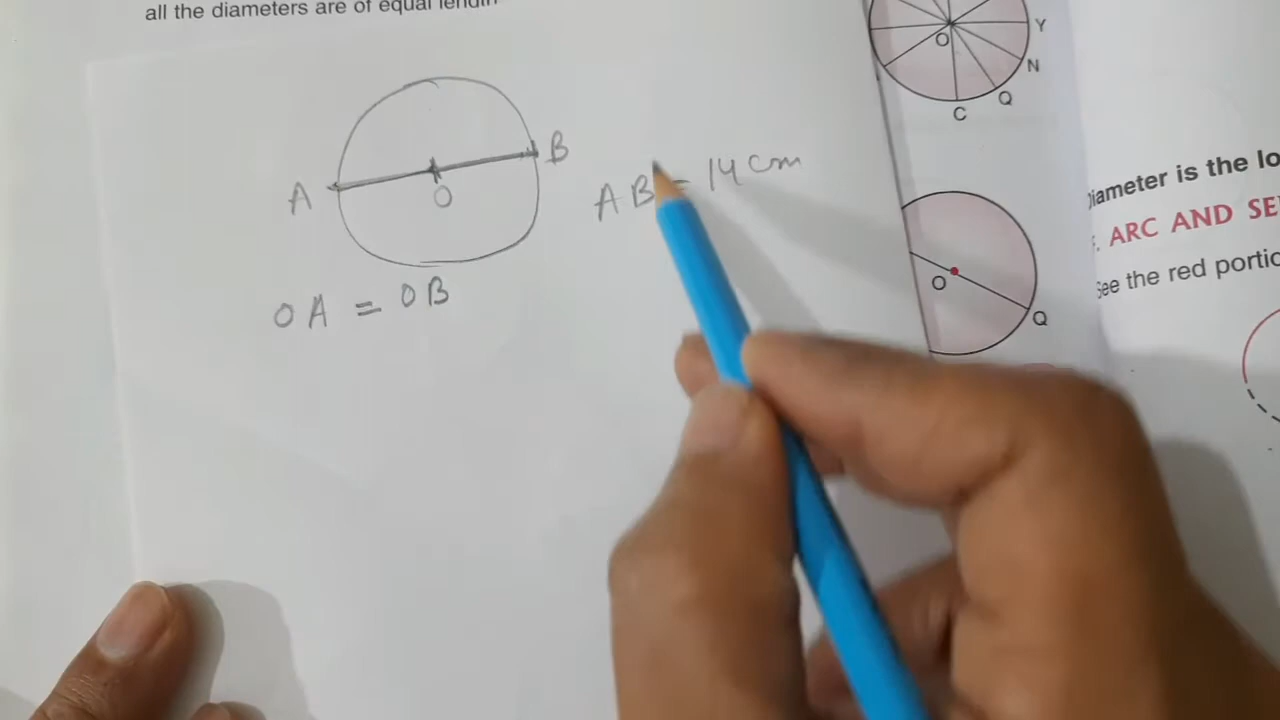 all the diameters are of equal length
A
O
B
AB = 14 cm
OA = OB
O
Y
N
Q
C
O
Q
diameter is the lo
. ARC AND SE
See the red portio